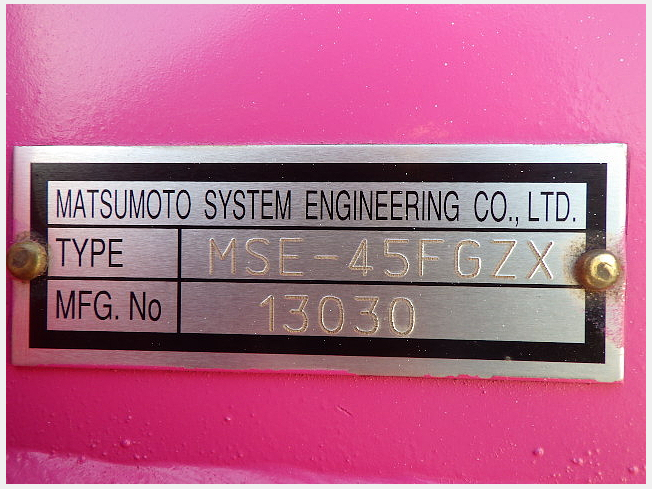 MATSUMOTO SYSTEM ENGINEERING CO., LTD.
TYPE MSE-45FGZX
MFG. No 13030